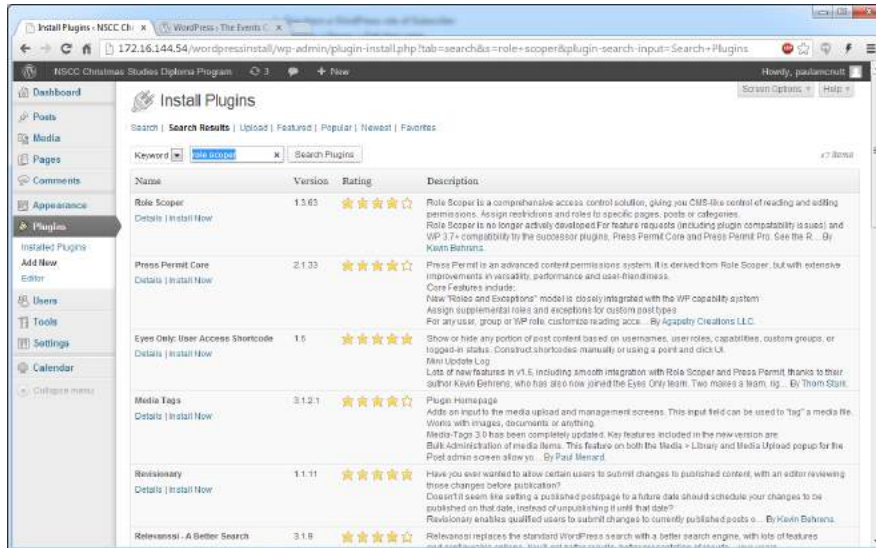 Install Plugins ‹ NSCC Ch
WordPress › The Events C
172.16.144.54/wordpressinstall/wp-admin/plugin-install.php?tab=search&s=role+scoper&plugin-search-input=Search+Plugins
NSCC Christmas Studies Diploma Program 3 + New Howdy, paulamcnutt
Screen Options Help
Dashboard
Posts
Media
Pages
Comments
Appearance
Plugins
Installed Plugins
Add New
Editor
Users
Tools
Settings
Calendar
Collapse menu
Install Plugins
Search | Search Results | Upload | Featured | Popular | Newest | Favorites
Keyword role scoper x Search Plugins 17 items
Name Version Rating Description
Role Scoper 1.3.63
Details | Install Now
Role Scoper is a comprehensive access control solution, giving you CMS-like control of reading and editing
permissions. Assign restrictions and roles to specific pages, posts or categories.
Role Scoper is no longer actively developed For feature requests (including plugin compatability issues) and
WP 3.7+ compatibility try the successor plugins, Press Permit Core and Press Permit Pro. See the R... By
Kevin Behrens.
Press Permit Core 2.1.33
Details | Install Now
Press Permit is an advanced content permissions system. It is derived from Role Scoper, but with extensive
improvements in versatility, performance and user-friendliness.
Core Features include:
New "Roles and Exceptions" model is closely integrated with the WP capability system
Assign supplemental roles and exceptions for custom post types
For any user, group or WP role, customize reading acce... By Agapetry Creations LLC.
Eyes Only: User Access Shortcode 1.6
Details | Install Now
Show or hide any portion of post content based on usernames, user roles, capabilities, custom groups, or
logged-in status. Construct shortcodes manually or using a point and click UI.
Mini Update Log
Lots of new features in v1.6, including smooth integration with Role Scoper and Press Permit, thanks to their
author Kevin Behrens, who has also now joined the Eyes Only team. Two makes a team, rig... By Thom Stark.
Media Tags 3.1.2.1
Details | Install Now
Plugin Homepage
Adds an input to the media upload and management screens. This input field can be used to "tag" a media file.
Works with images, documents or anything.
Media-Tags 3.0 has been completely updated. Key features included in the new version are:
Bulk Administration of media items. This feature on both the Media > Library and Media Upload popup for the
Post admin screen allow yo... By Paul Menard.
Revisionary 1.1.11
Details | Install Now
Have you ever wanted to allow certain users to submit changes to published content, with an editor reviewing
those changes before publication?
Doesn't it seem like setting a published post/page to a future date should schedule your changes to be
published on that date, instead of unpublishing it until that date?
Revisionary enables qualified users to submit changes to currently published posts o... By Kevin Behrens.
Relevanssi - A Better Search 3.1.9
Relevanssi replaces the standard WordPress search with a better search engine, with lots of features